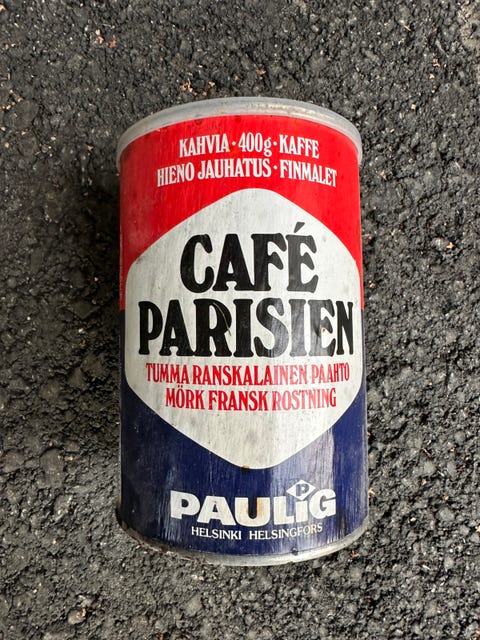 KAHVIA · 400g · KAFFE
HIENO JAUHATUS · FINMALET
CAFÉ
PARISIEN
TUMMA RANSKALAINEN PAAHTO
MÖRK FRANSK ROSTNING
P
PAULiG
HELSINKI HELSINGFORS